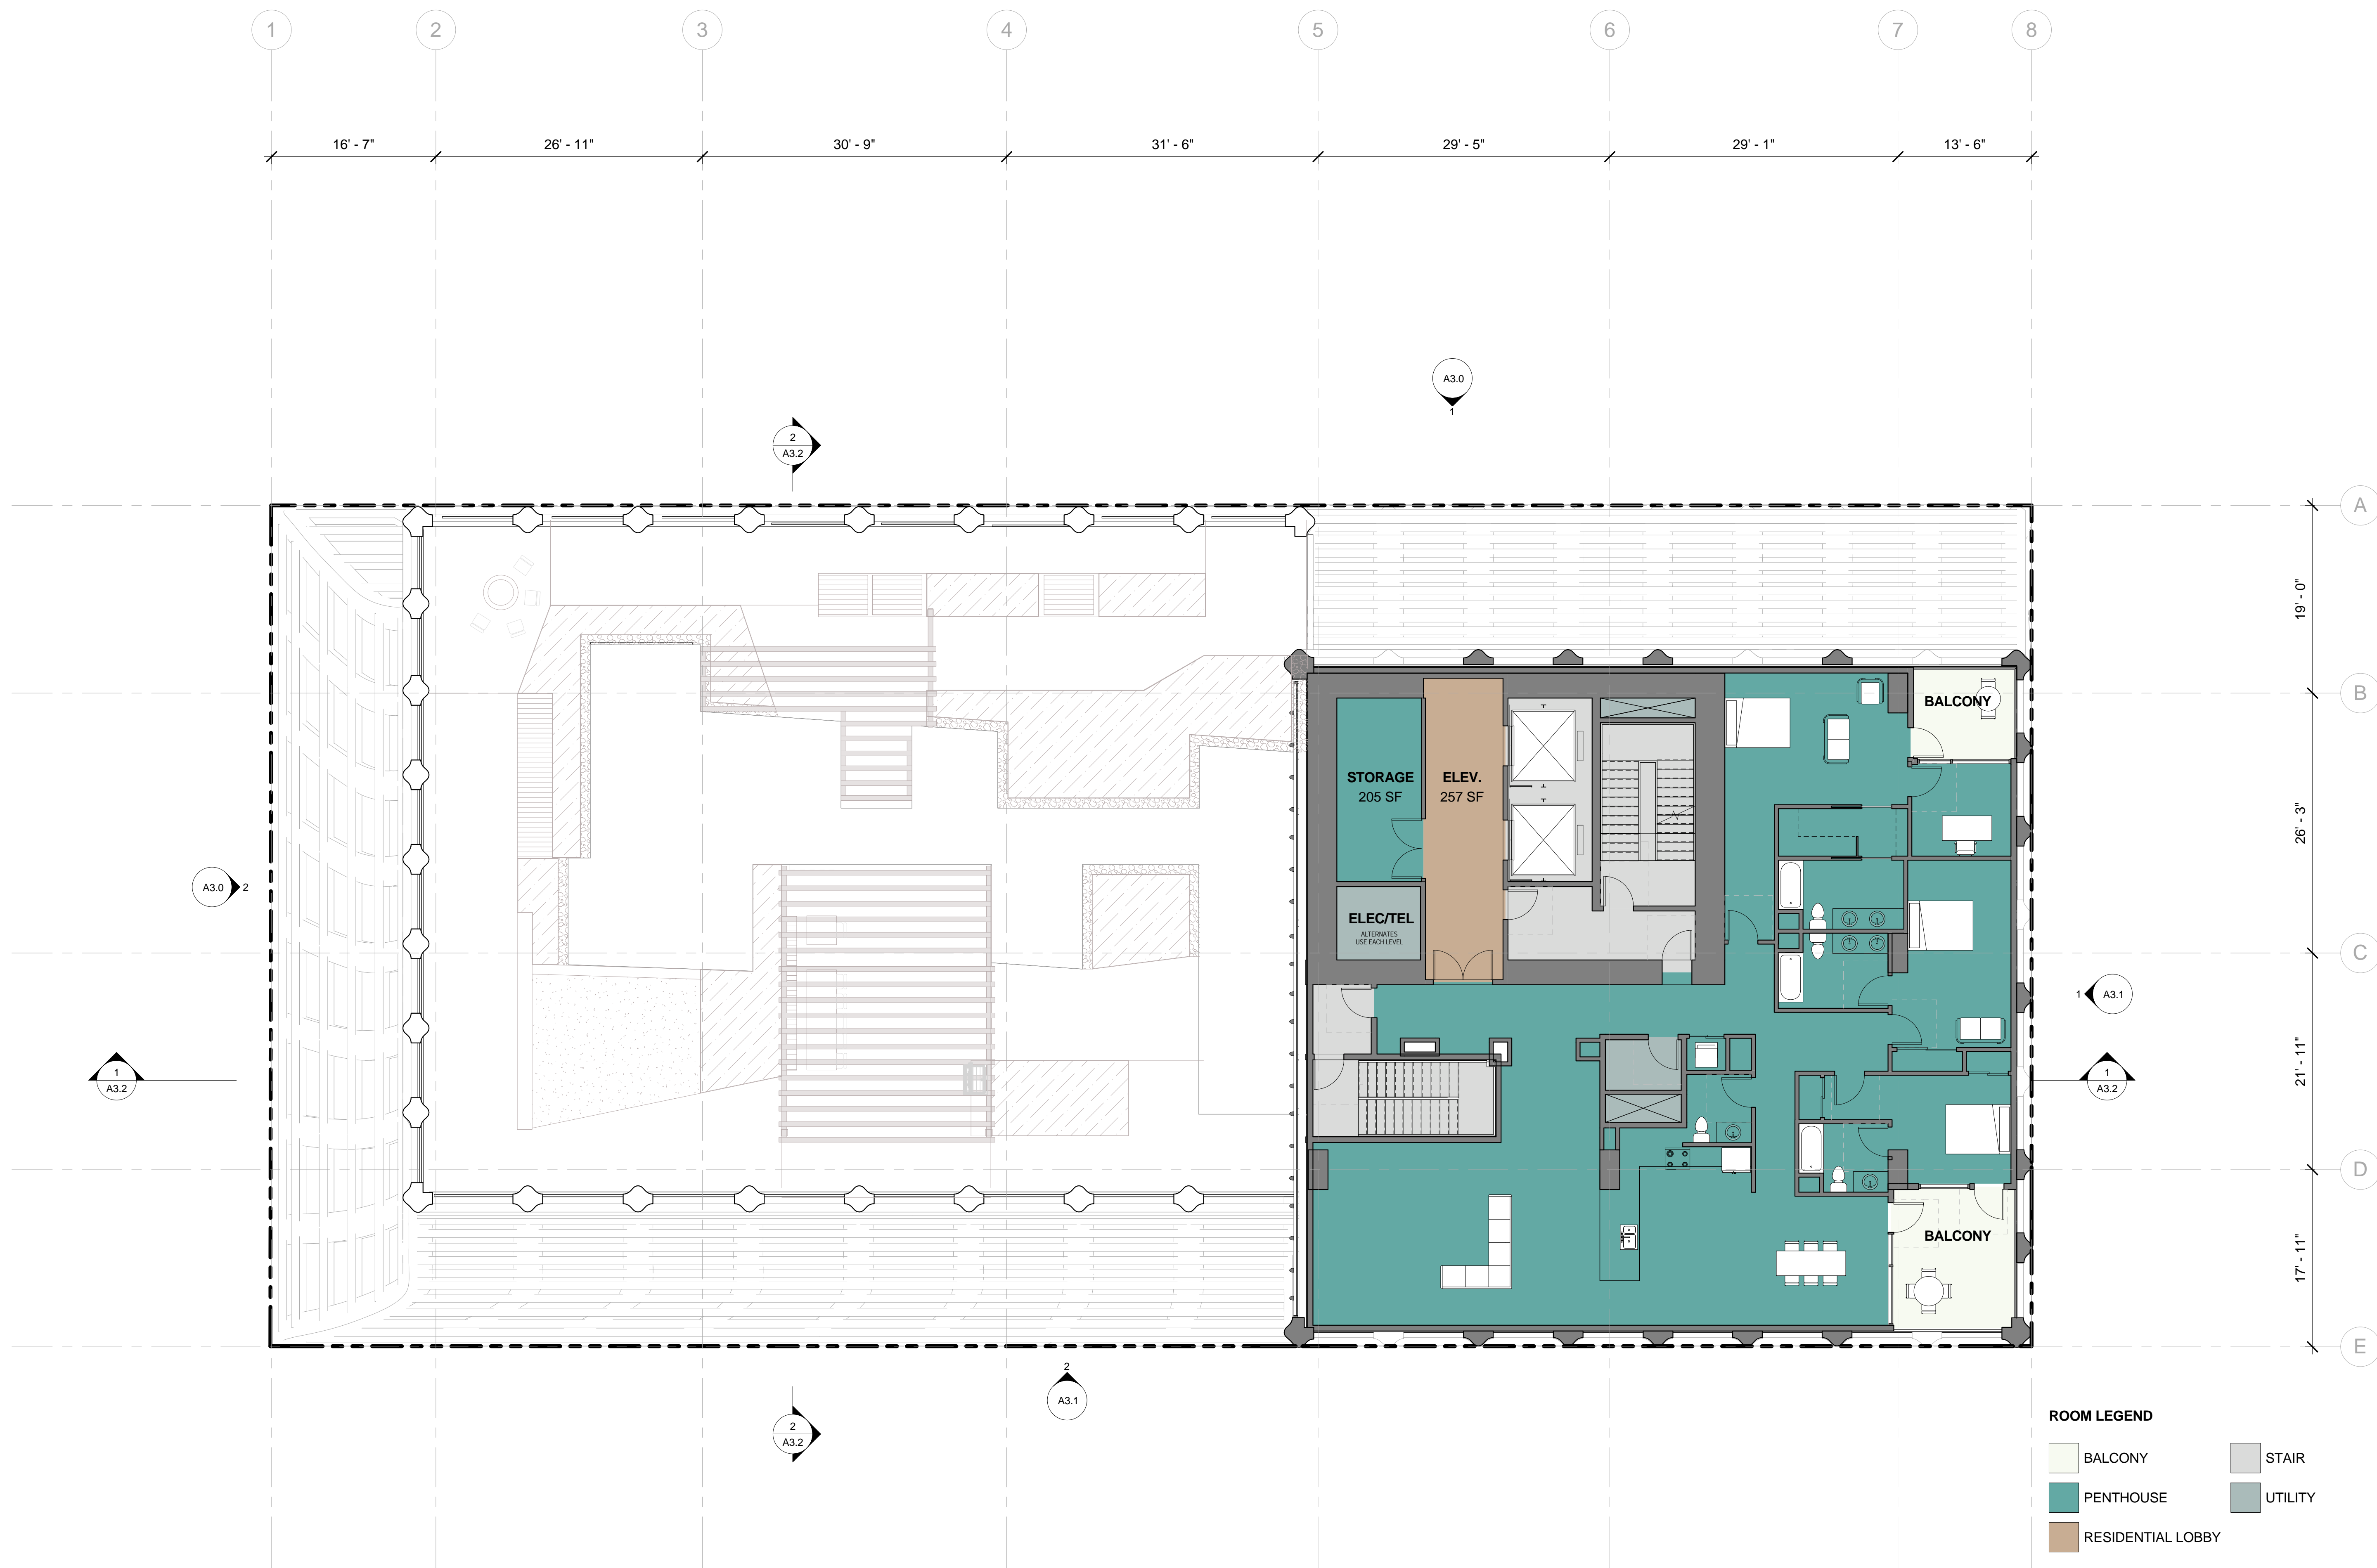 1 2 3 4 5 6 7 8
16' - 7" 26' - 11" 30' - 9" 31' - 6" 29' - 5" 29' - 1" 13' - 6"
A3.0
1
2
A3.2
A
19' - 0"
B
BALCONY
STORAGE
205 SF
ELEV.
257 SF
26' - 3"
A3.0 2
ELEC/TEL
ALTERNATES
USE EACH LEVEL
C
1 A3.1
21' - 11"
1
A3.2
1
A3.2
D
BALCONY
17' - 11"
E
2
A3.1
2
A3.2
ROOM LEGEND
BALCONY
PENTHOUSE
RESIDENTIAL LOBBY
STAIR
UTILITY